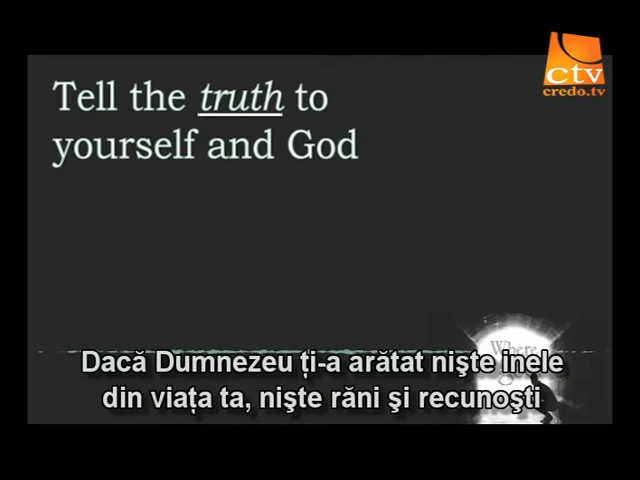 ctv
credo.tv
Tell the truth to
yourself and God
Where
Dacă Dumnezeu ți-a arătat nişte inele
din viața ta, nişte răni şi recunoşti